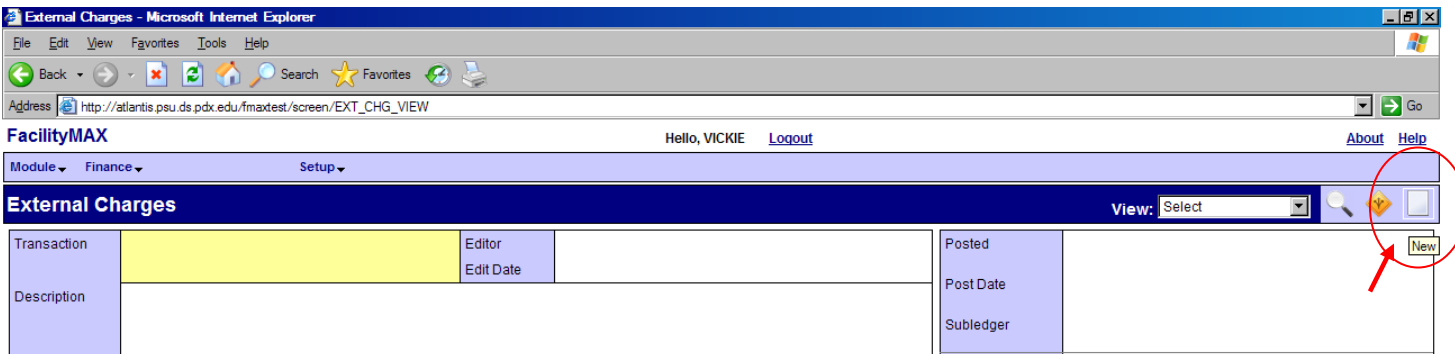 External Charges - Microsoft Internet Explorer
File Edit View Favorites Tools Help
Back Search Favorites
Address http://atlantis.psu.ds.pdx.edu/fmaxtest/screen/EXT_CHG_VIEW Go
FacilityMAX Hello, VICKIE Logout About Help
Module Finance Setup
External Charges View: Select
Transaction Editor Posted New
Edit Date
Post Date
Description
Subledger